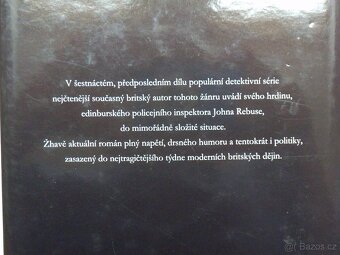 V šestnáctém, předposledním dílu populární detektivní série
nejčtenější současný britský autor tohoto žánru uvádí svého hrdinu,
edinburského policejního inspektora Johna Rebuse,
do mimořádně složité situace.
Žhavě aktuální román plný napětí, drsného humoru a tentokrát i politiky,
zasazený do nejtragičtějšího týdne moderních britských dějin.
Bazos.cz